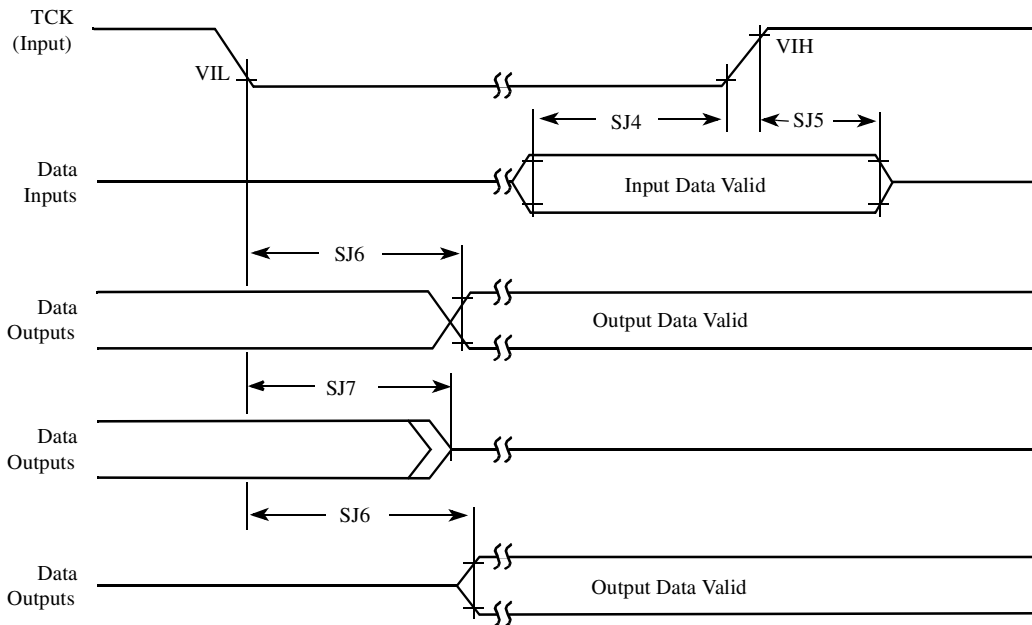 TCK
(Input)
VIL
VIH
SJ4
SJ5
Data
Inputs
Input Data Valid
SJ6
Data
Outputs
Output Data Valid
SJ7
Data
Outputs
SJ6
Data
Outputs
Output Data Valid